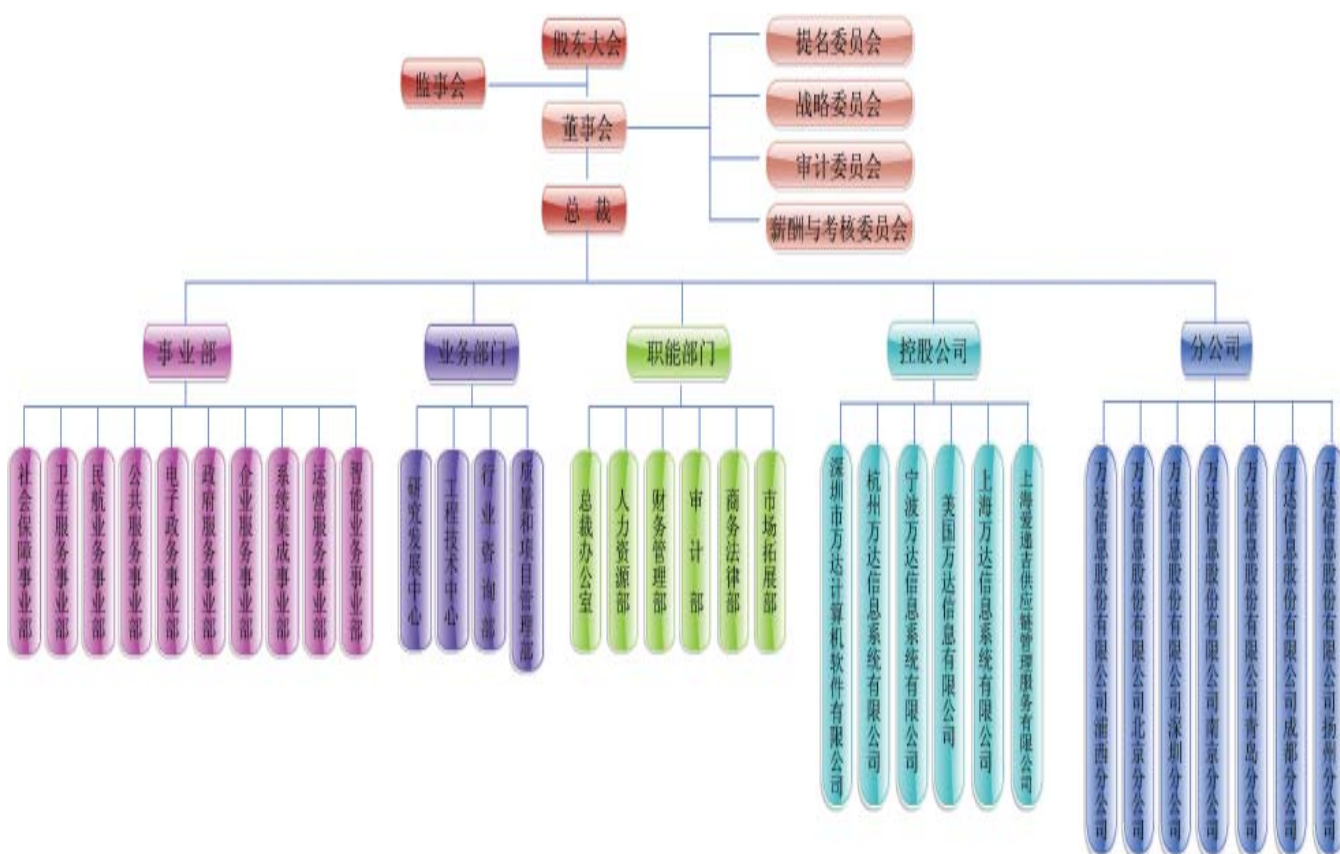 股东大会
监事会
董事会
总裁
提名委员会
战略委员会
审计委员会
薪酬与考核委员会
事业部
业务部门
职能部门
控股公司
分公司
社会保障事业部
卫生服务事业部
民航业务事业部
公共服务事业部
电子政务事业部
政府服务事业部
企业服务事业部
系统集成事业部
运营服务事业部
智能业务事业部
研究发展中心
工程技术中心
行业咨询部
质量和项目管理部
总裁办公室
人力资源部
财务管理部
审计部
商务法律部
市场拓展部
深圳市万达计算机软件有限公司
杭州万达信息系统有限公司
宁波万达信息系统有限公司
美国万达信息有限公司
上海万达信息系统有限公司
上海爱递吉供应链管理服务有限公司
万达信息股份有限公司浦西分公司
万达信息股份有限公司北京分公司
万达信息股份有限公司深圳分公司
万达信息股份有限公司南京分公司
万达信息股份有限公司青岛分公司
万达信息股份有限公司成都分公司
万达信息股份有限公司扬州分公司